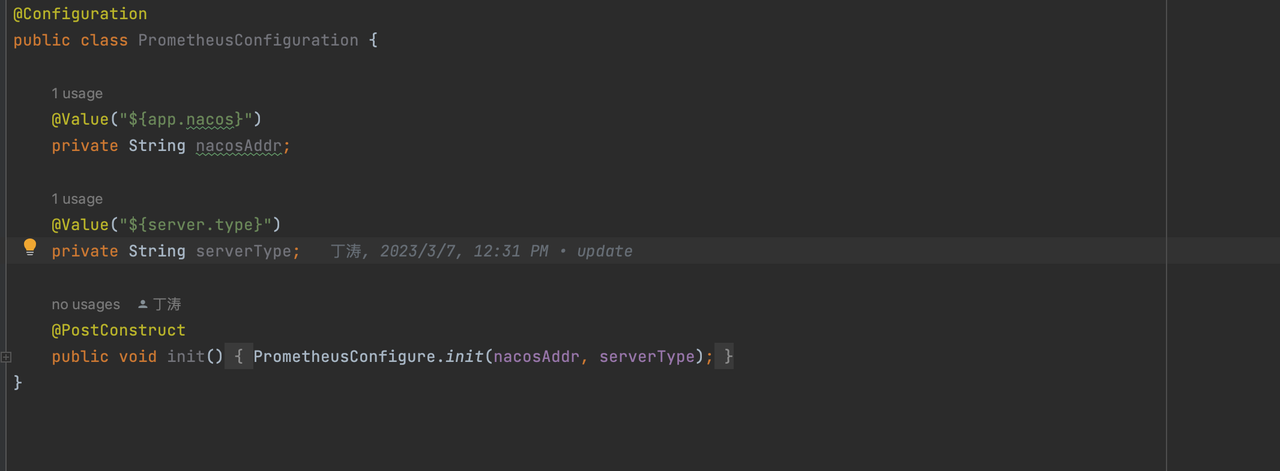 @Configuration
public class PrometheusConfiguration {
1 usage
@Value("${app.nacos}")
private String nacosAddr;
1 usage
@Value("${server.type}")
private String serverType; 丁涛, 2023/3/7, 12:31 PM • update
no usages 丁涛
@PostConstruct
public void init() { PrometheusConfigure.init(nacosAddr, serverType); }
}